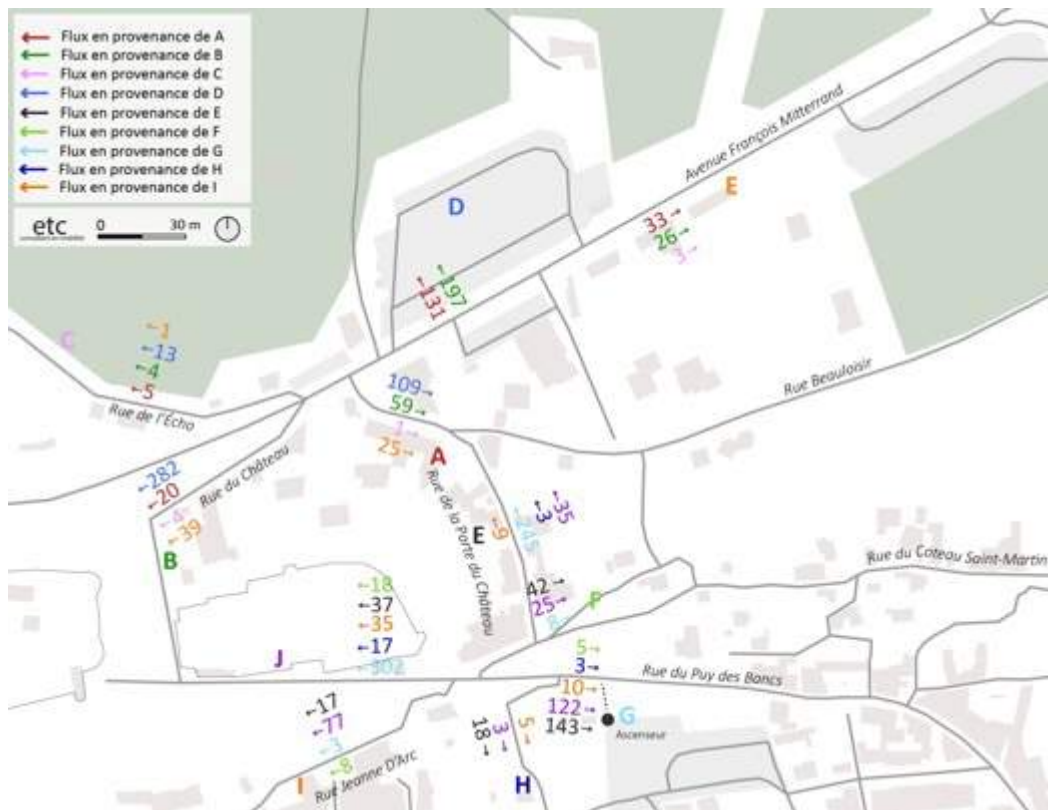 Flux en provenance de A
Flux en provenance de B
Flux en provenance de C
Flux en provenance de D
Flux en provenance de E
Flux en provenance de F
Flux en provenance de G
Flux en provenance de H
Flux en provenance de I
etc
0 30 m
Avenue François Mitterrand
D
E
33→
26→
3→
←197
←131
C
←1
←13
←4
←5
Rue de l'Écho
Rue Beauloisir
109→
59→
1→
25→
A
←282
←20
←4
←39
Rue du Château
B
Rue de la Porte du Château
E
←9
←245
←3
←35
42→
25→
F
Rue du Coteau Saint-Martin
←18
←37
←35
←17
←302
J
5→
3→
10→
122→
143→
Rue du Puy des Bancs
G
Ascenseur
←17
←77
←3
←8
I
Rue Jeanne D'Arc
18→
3→
5→
H